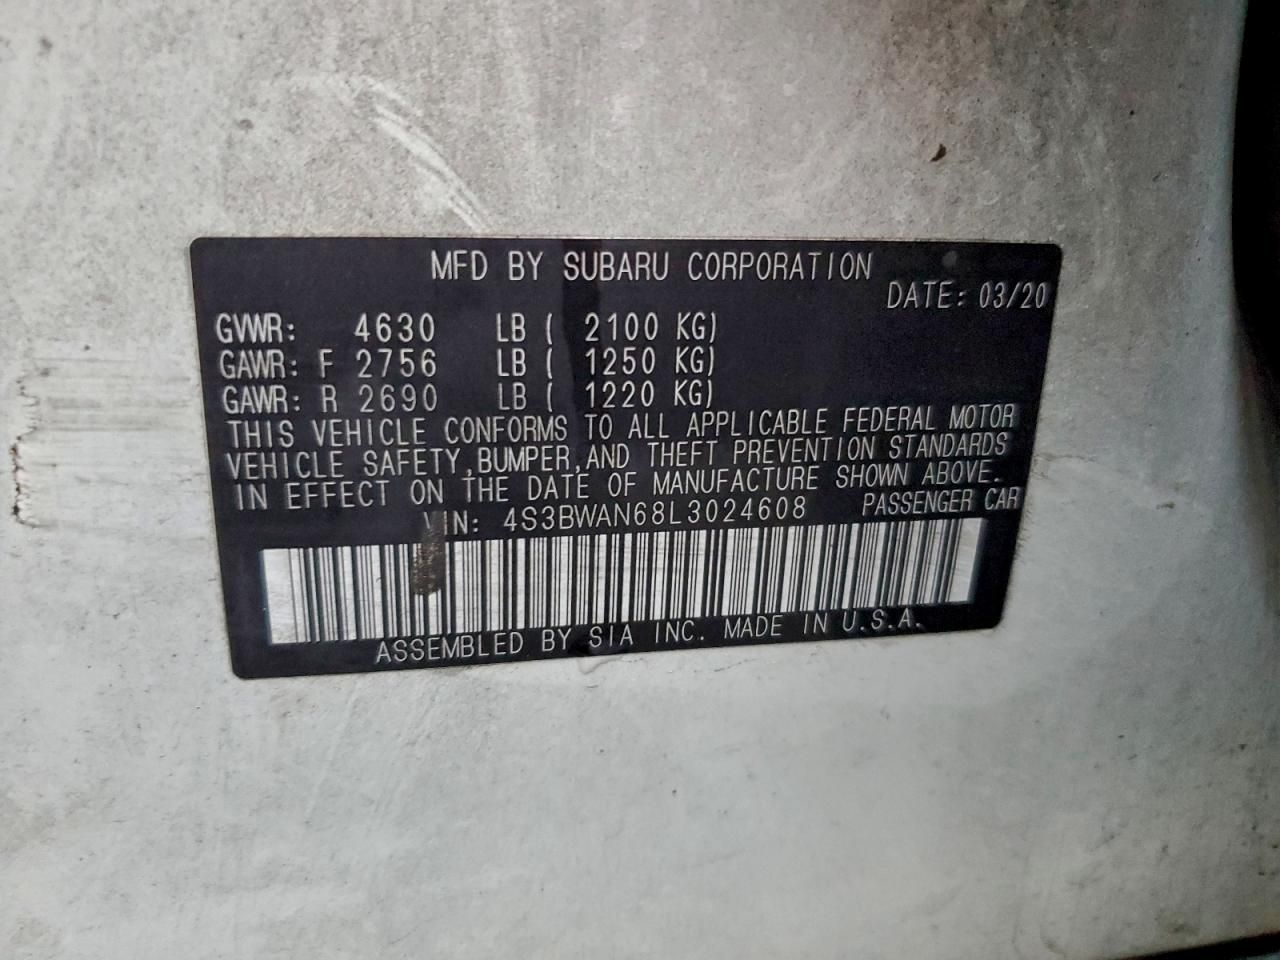 MFD BY SUBARU CORPORATION
DATE: 03/20
GVWR: 4630 LB ( 2100 KG)
GAWR: F 2756 LB ( 1250 KG)
GAWR: R 2690 LB ( 1220 KG)
THIS VEHICLE CONFORMS TO ALL APPLICABLE FEDERAL MOTOR
VEHICLE SAFETY, BUMPER, AND THEFT PREVENTION STANDARDS
IN EFFECT ON THE DATE OF MANUFACTURE SHOWN ABOVE.
VIN: 4S3BWAN68L3024608 PASSENGER CAR
ASSEMBLED BY SIA INC. MADE IN U.S.A.